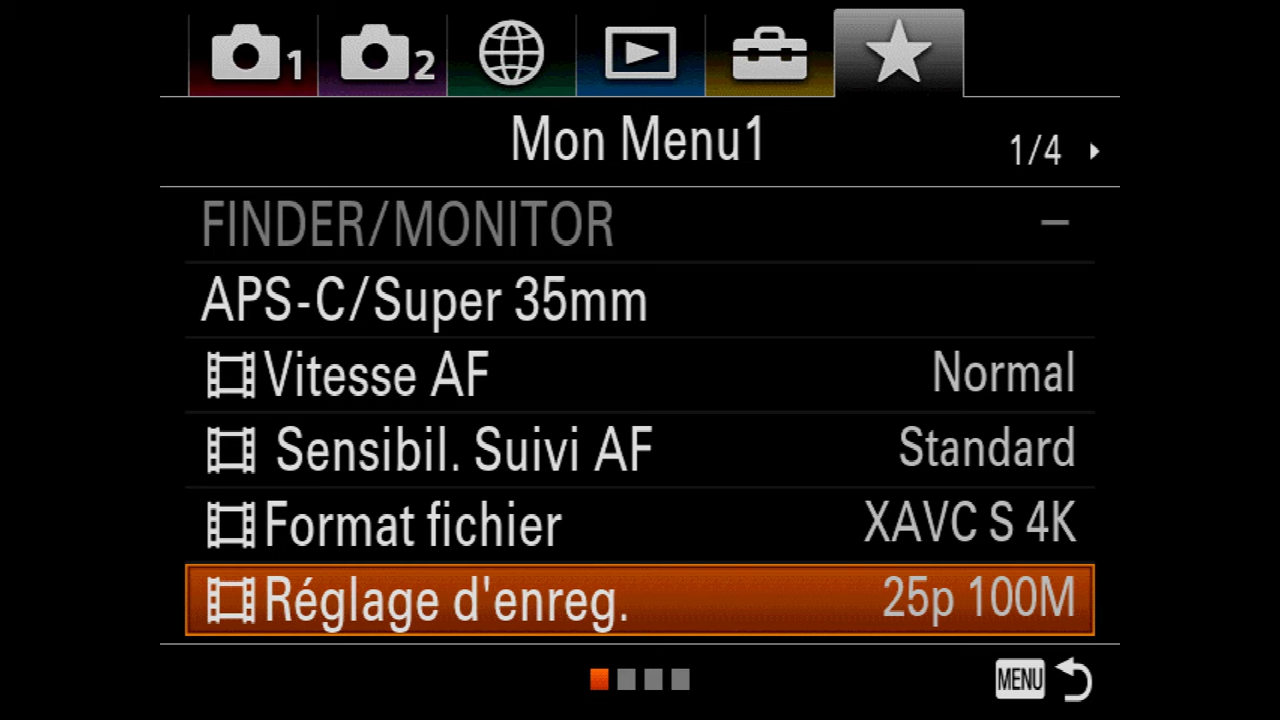 1
2
Mon Menu1
1/4
FINDER/MONITOR –
APS-C/Super 35mm
Vitesse AF Normal
Sensibil. Suivi AF Standard
Format fichier XAVC S 4K
Réglage d'enreg. 25p 100M
MENU